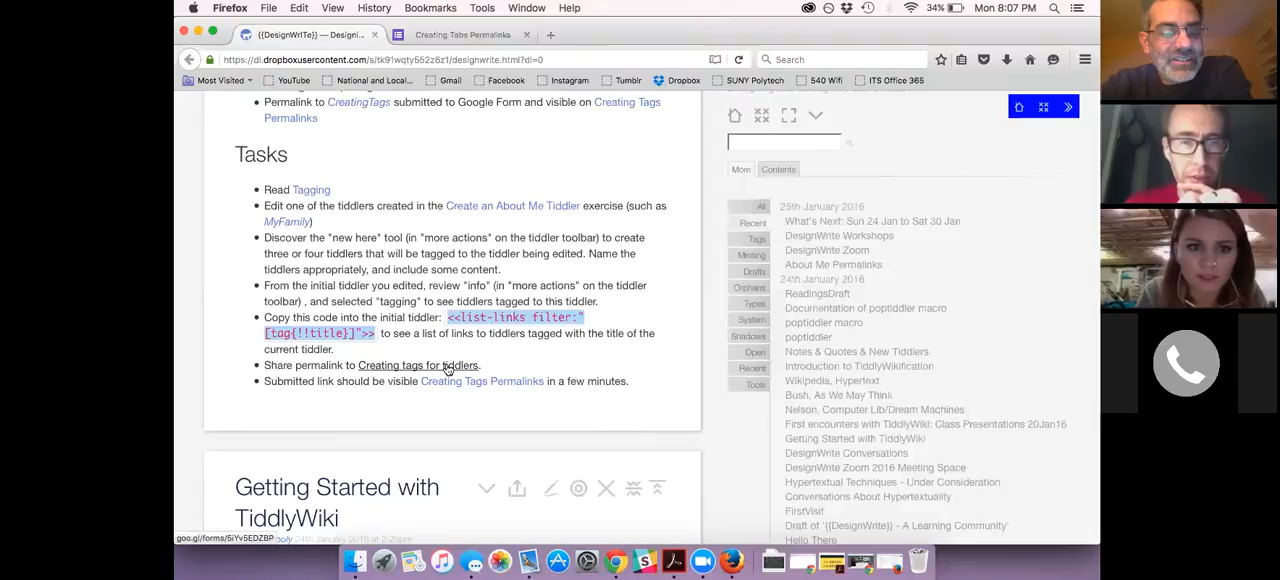 Firefox File Edit View History Bookmarks Tools Window Help 34% Mon 8:07 PM
{{DesignWrITe}} — Designi... Creating Tabs Permalinks
https://dl.dropboxusercontent.com/s/tk91wqty552z6z1/designwrite.html?dl=0 Search
Most Visited YouTube National and Local... Gmail Facebook Instagram Tumblr Dropbox SUNY Polytech 540 Wifi ITS Office 365
Permalink to CreatingTags submitted to Google Form and visible on Creating Tags
Permalinks
Tasks
Read Tagging
Edit one of the tiddlers created in the Create an About Me Tiddler exercise (such as
MyFamily)
Discover the "new here" tool (in "more actions" on the tiddler toolbar) to create
three or four tiddlers that will be tagged to the tiddler being edited. Name the
tiddlers appropriately, and include some content.
From the initial tiddler you edited, review "info" (in "more actions" on the tiddler
toolbar) , and selected "tagging" to see tiddlers tagged to this tiddler.
Copy this code into the initial tiddler: <<list-links filter:"
[tag{!!title}]">> to see a list of links to tiddlers tagged with the title of the
current tiddler.
Share permalink to Creating tags for tiddlers.
Submitted link should be visible Creating Tags Permalinks in a few minutes.
Getting Started with
TiddlyWiki
goo.gl/forms/5iYv5EDZBP poly 24th January 2016 at 2:29pm
More Contents
All
Recent
Tags
Missing
Drafts
Orphans
Types
System
Shadows
Open
Recent
Tools
25th January 2016
What's Next: Sun 24 Jan to Sat 30 Jan
DesignWrite Workshops
DesignWrite Zoom
About Me Permalinks
24th January 2016
ReadingsDraft
Documentation of poptiddler macro
poptiddler macro
poptiddler
Notes & Quotes & New Tiddlers
Introduction to TiddlyWikification
Wikipedia, Hypertext
Bush, As We May Think
Nelson, Computer Lib/Dream Machines
First encounters with TiddlyWiki: Class Presentations 20Jan16
Getting Started with TiddlyWiki
DesignWrite Conversations
DesignWrite Zoom 2016 Meeting Space
Hypertextual Techniques - Under Consideration
Conversations About Hypertextuality
FirstVisit
Draft of '{{DesignWrite}} - A Learning Community'
Hello There